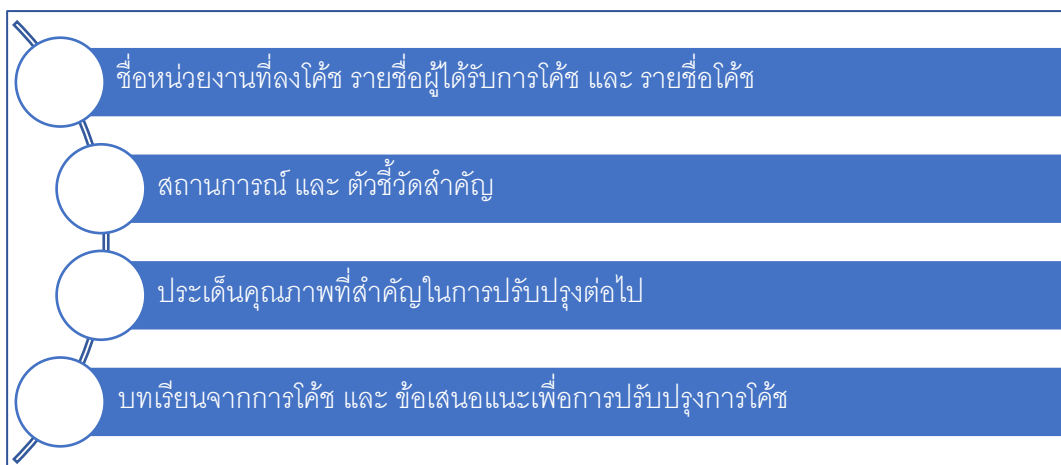 ชื่อหน่วยงานที่ลงโค้ช รายชื่อผู้ได้รับการโค้ช และ รายชื่อโค้ช
สถานการณ์ และ ตัวชี้วัดสำคัญ
ประเด็นคุณภาพที่สำคัญในการปรับปรุงต่อไป
บทเรียนจากการโค้ช และ ข้อเสนอแนะเพื่อการปรับปรุงการโค้ช